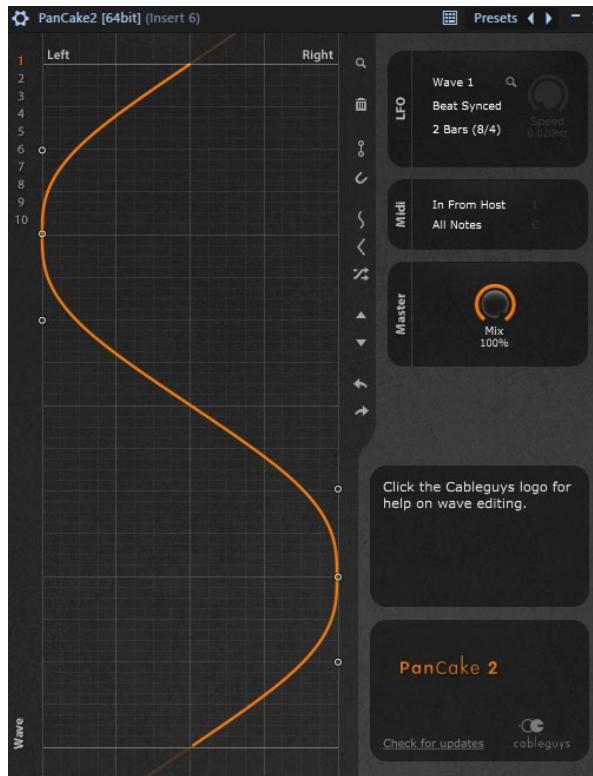 PanCake2 [64bit] (Insert 6)
Presets
Left
Right
1
2
3
4
5
6
7
8
9
10
Wave
LFO
Wave 1
Beat Synced
2 Bars (8/4)
Speed
0.020Hz
Midi
In From Host 1
All Notes C
Master
Mix
100%
Click the Cableguys logo for
help on wave editing.
PanCake 2
Check for updates
cableguys